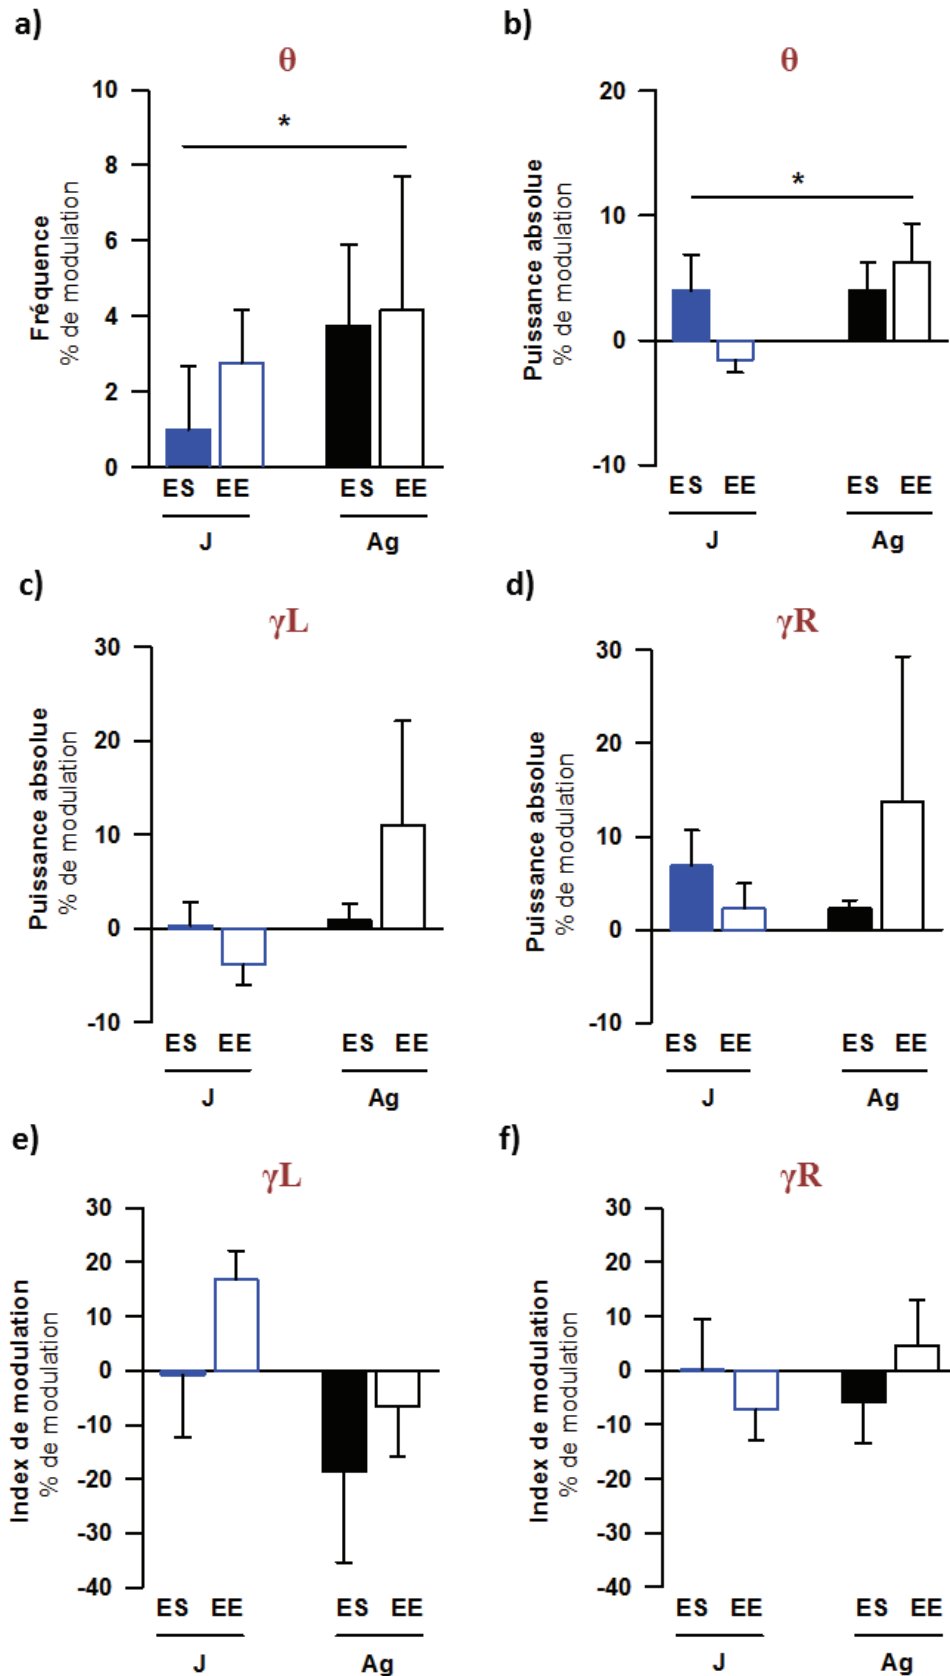 a)
θ
Fréquence
% de modulation
10
8
6
4
2
0
*
ES EE ES EE
J Ag
b)
θ
Puissance absolue
% de modulation
20
10
0
-10
*
ES EE ES EE
J Ag
c)
γL
Puissance absolue
% de modulation
30
20
10
0
-10
ES EE ES EE
J Ag
d)
γR
Puissance absolue
% de modulation
30
20
10
0
-10
ES EE ES EE
J Ag
e)
γL
Index de modulation
% de modulation
30
20
10
0
-10
-20
-30
-40
ES EE ES EE
J Ag
f)
γR
Index de modulation
% de modulation
30
20
10
0
-10
-20
-30
-40
ES EE ES EE
J Ag